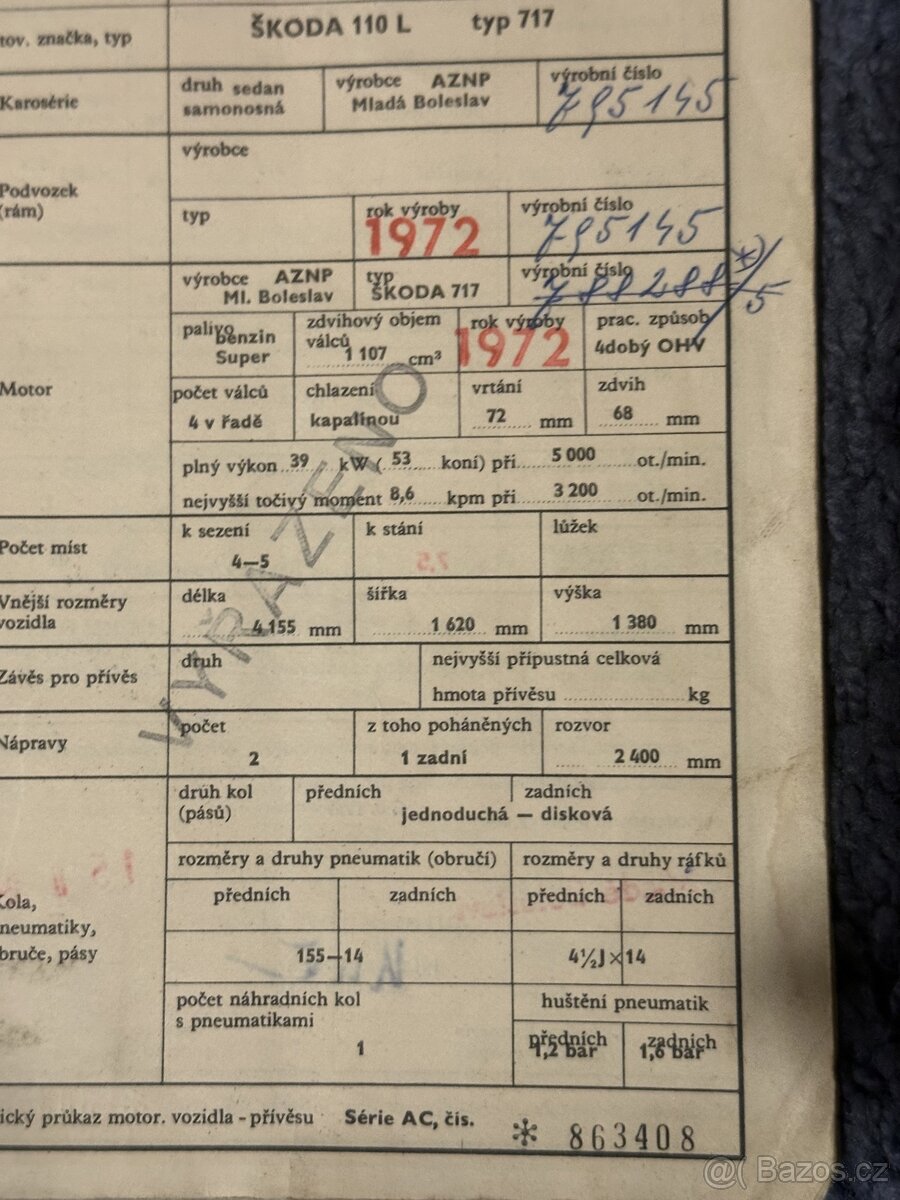 tov. značka, typ ŠKODA 110 L typ 717
Karosérie druh sedan výrobce AZNP výrobní číslo
samonosná Mladá Boleslav 795145
výrobce
Podvozek
(rám) typ rok výroby výrobní číslo
1972 795145
výrobce AZNP typ výrobní číslo *)
Ml. Boleslav ŠKODA 717 788288 5
palivo benzin zdvihový objem rok výroby prac. způsob
Super válců 1 107 cm³ 1972 4dobý OHV
Motor počet válců chlazení vrtání zdvih
4 v řadě kapalinou 72 mm 68 mm
plný výkon 39 kW ( 53 koní) při 5 000 ot./min.
nejvyšší točivý moment 8,6 kpm při 3 200 ot./min.
VYŘAZENO
Počet míst k sezení k stání lůžek
4—5 7,5
Vnější rozměry délka šířka výška
vozidla 4 155 mm 1 620 mm 1 380 mm
Závěs pro přívěs druh nejvyšší přípustná celková
hmota přívěsu kg
Nápravy počet z toho poháněných rozvor
2 1 zadní 2 400 mm
druh kol předních zadních
(pásů) jednoduchá — disková
rozměry a druhy pneumatik (obručí) rozměry a druhy ráfků
Kola, předních zadních předních zadních
pneumatiky,
obruče, pásy 155—14 4½J×14
počet náhradních kol huštění pneumatik
s pneumatikami předních zadních
1 1,2 bar 1,6 bar
ický průkaz motor. vozidla - přívěsu Série AC, čís. * 863408
@( Bazos.cz